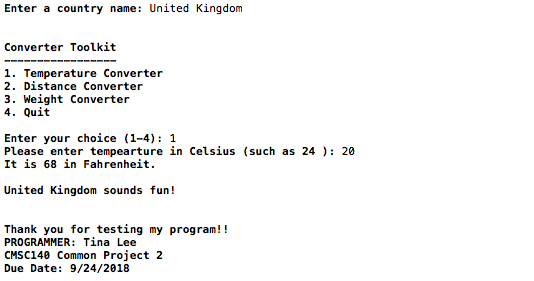 Enter a country name: United Kingdom
Converter Toolkit
-----------------
1. Temperature Converter
2. Distance Converter
3. Weight Converter
4. Quit
Enter your choice (1-4): 1
Please enter tempearture in Celsius (such as 24 ): 20
It is 68 in Fahrenheit.
United Kingdom sounds fun!
Thank you for testing my program!!
PROGRAMMER: Tina Lee
CMSC140 Common Project 2
Due Date: 9/24/2018